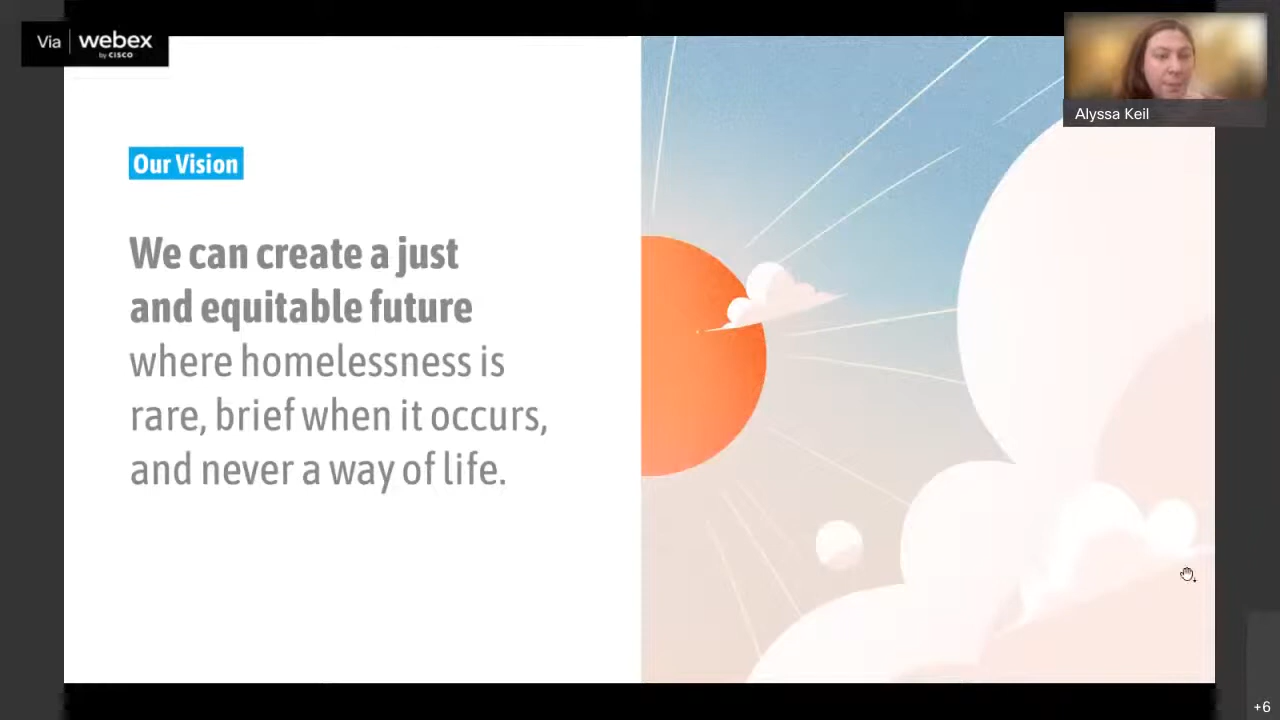 Via webex
by CISCO
Alyssa Keil
Our Vision
We can create a just
and equitable future
where homelessness is
rare, brief when it occurs,
and never a way of life.
+6